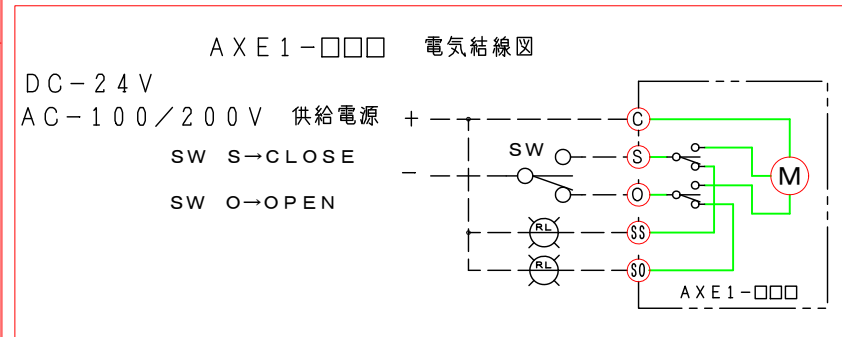 AXE1-□□□ 電気結線図
DC-24V
AC-100/200V 供給電源 +
C
SW S→CLOSE
SW
S
-
M
SW O→OPEN
O
RL
SS
RL
SO
AXE1-□□□